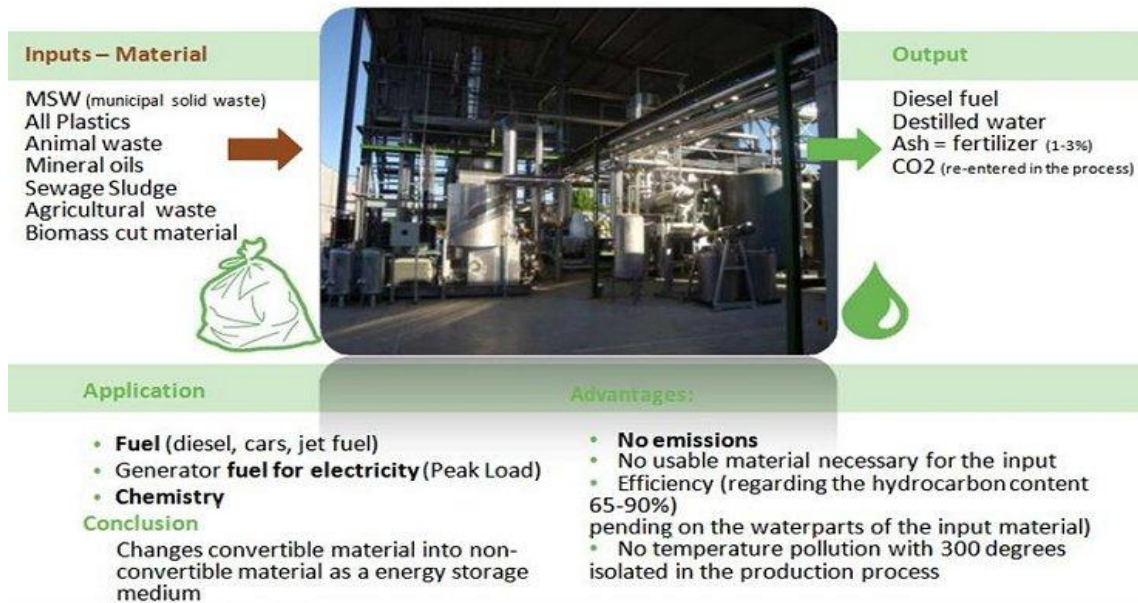 Inputs – Material
MSW (municipal solid waste)
All Plastics
Animal waste
Mineral oils
Sewage Sludge
Agricultural waste
Biomass cut material
Output
Diesel fuel
Destilled water
Ash = fertilizer (1-3%)
CO2 (re-entered in the process)
Application
• Fuel (diesel, cars, jet fuel)
• Generator fuel for electricity (Peak Load)
• Chemistry
Conclusion
Changes convertible material into non-
convertible material as a energy storage
medium
Advantages:
• No emissions
• No usable material necessary for the input
• Efficiency (regarding the hydrocarbon content
65-90%)
pending on the waterparts of the input material)
• No temperature pollution with 300 degrees
isolated in the production process